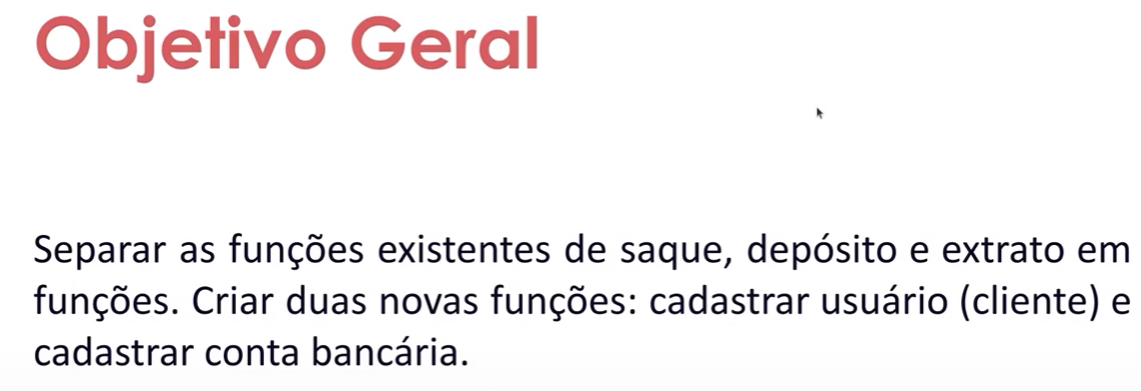 Objetivo Geral
Separar as funções existentes de saque, depósito e extrato em
funções. Criar duas novas funções: cadastrar usuário (cliente) e
cadastrar conta bancária.